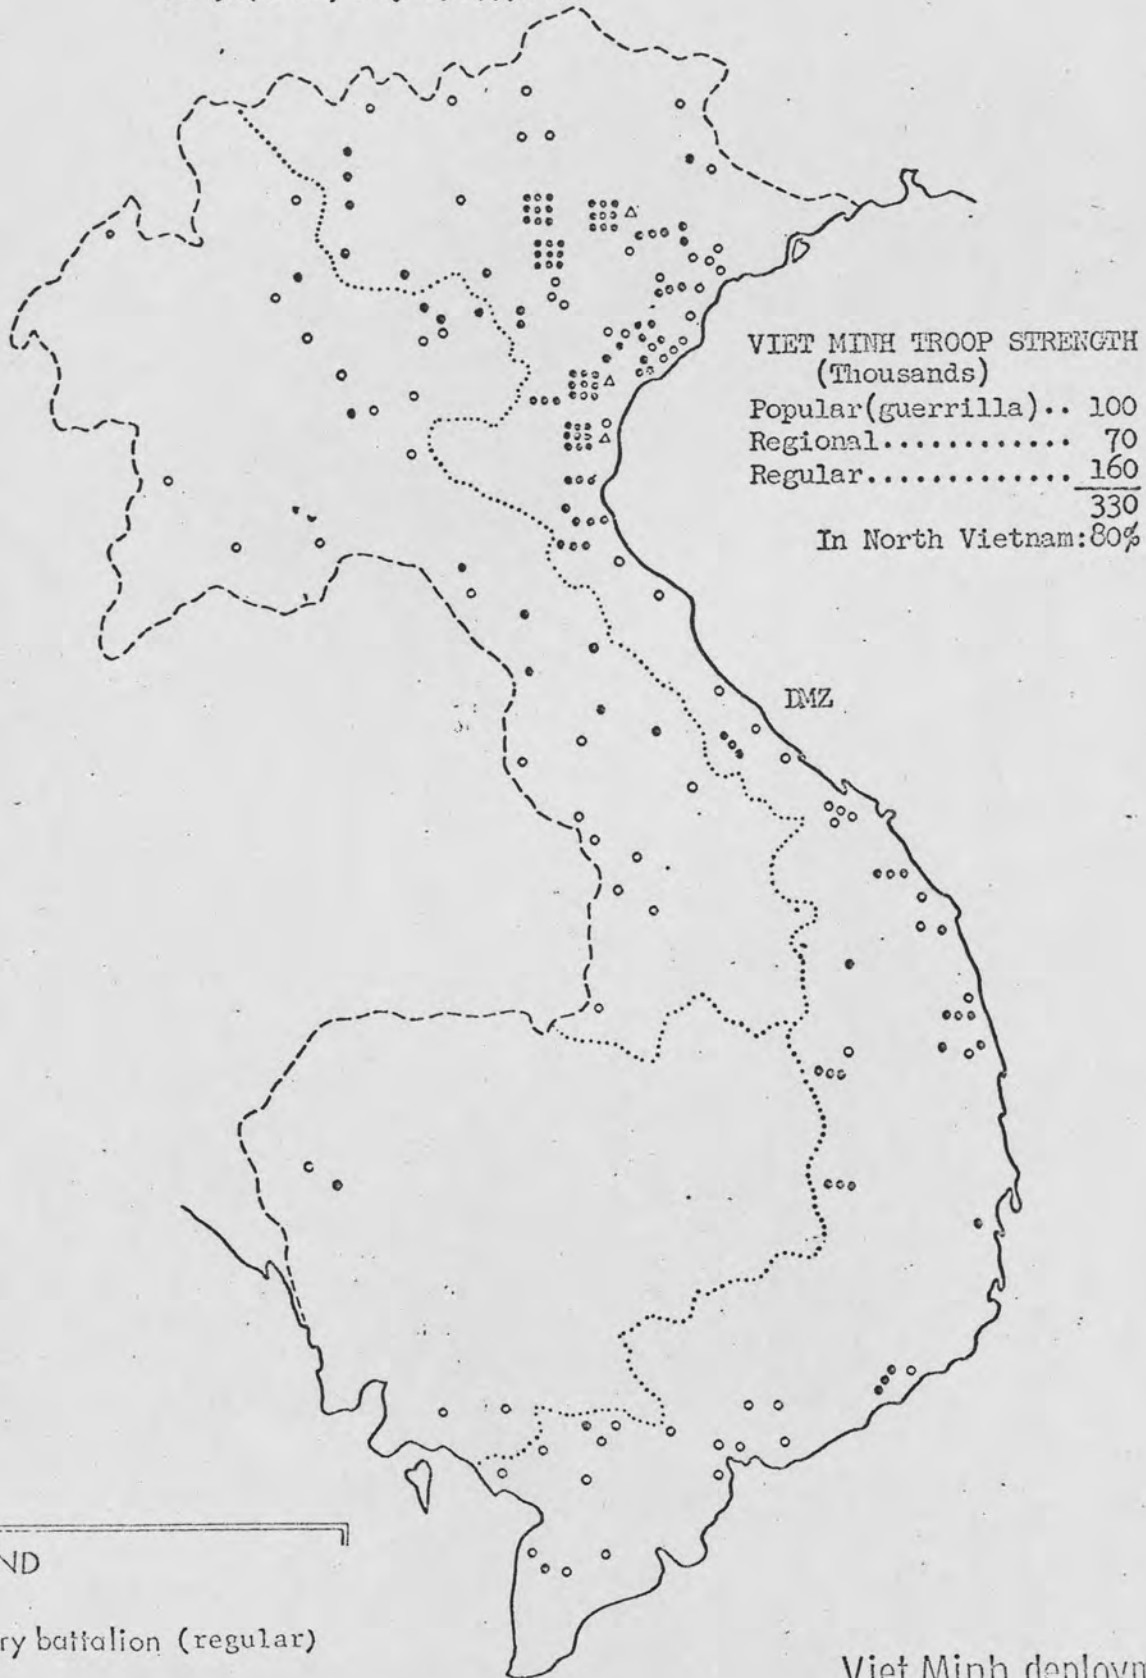 VIET MINH TROOP STRENGTH
(Thousands)
Popular(guerrilla).. 100
Regional............ 70
Regular............. 160
330
In North Vietnam:80%
DMZ
ND
ry battalion (regular)
Viet Minh deploym